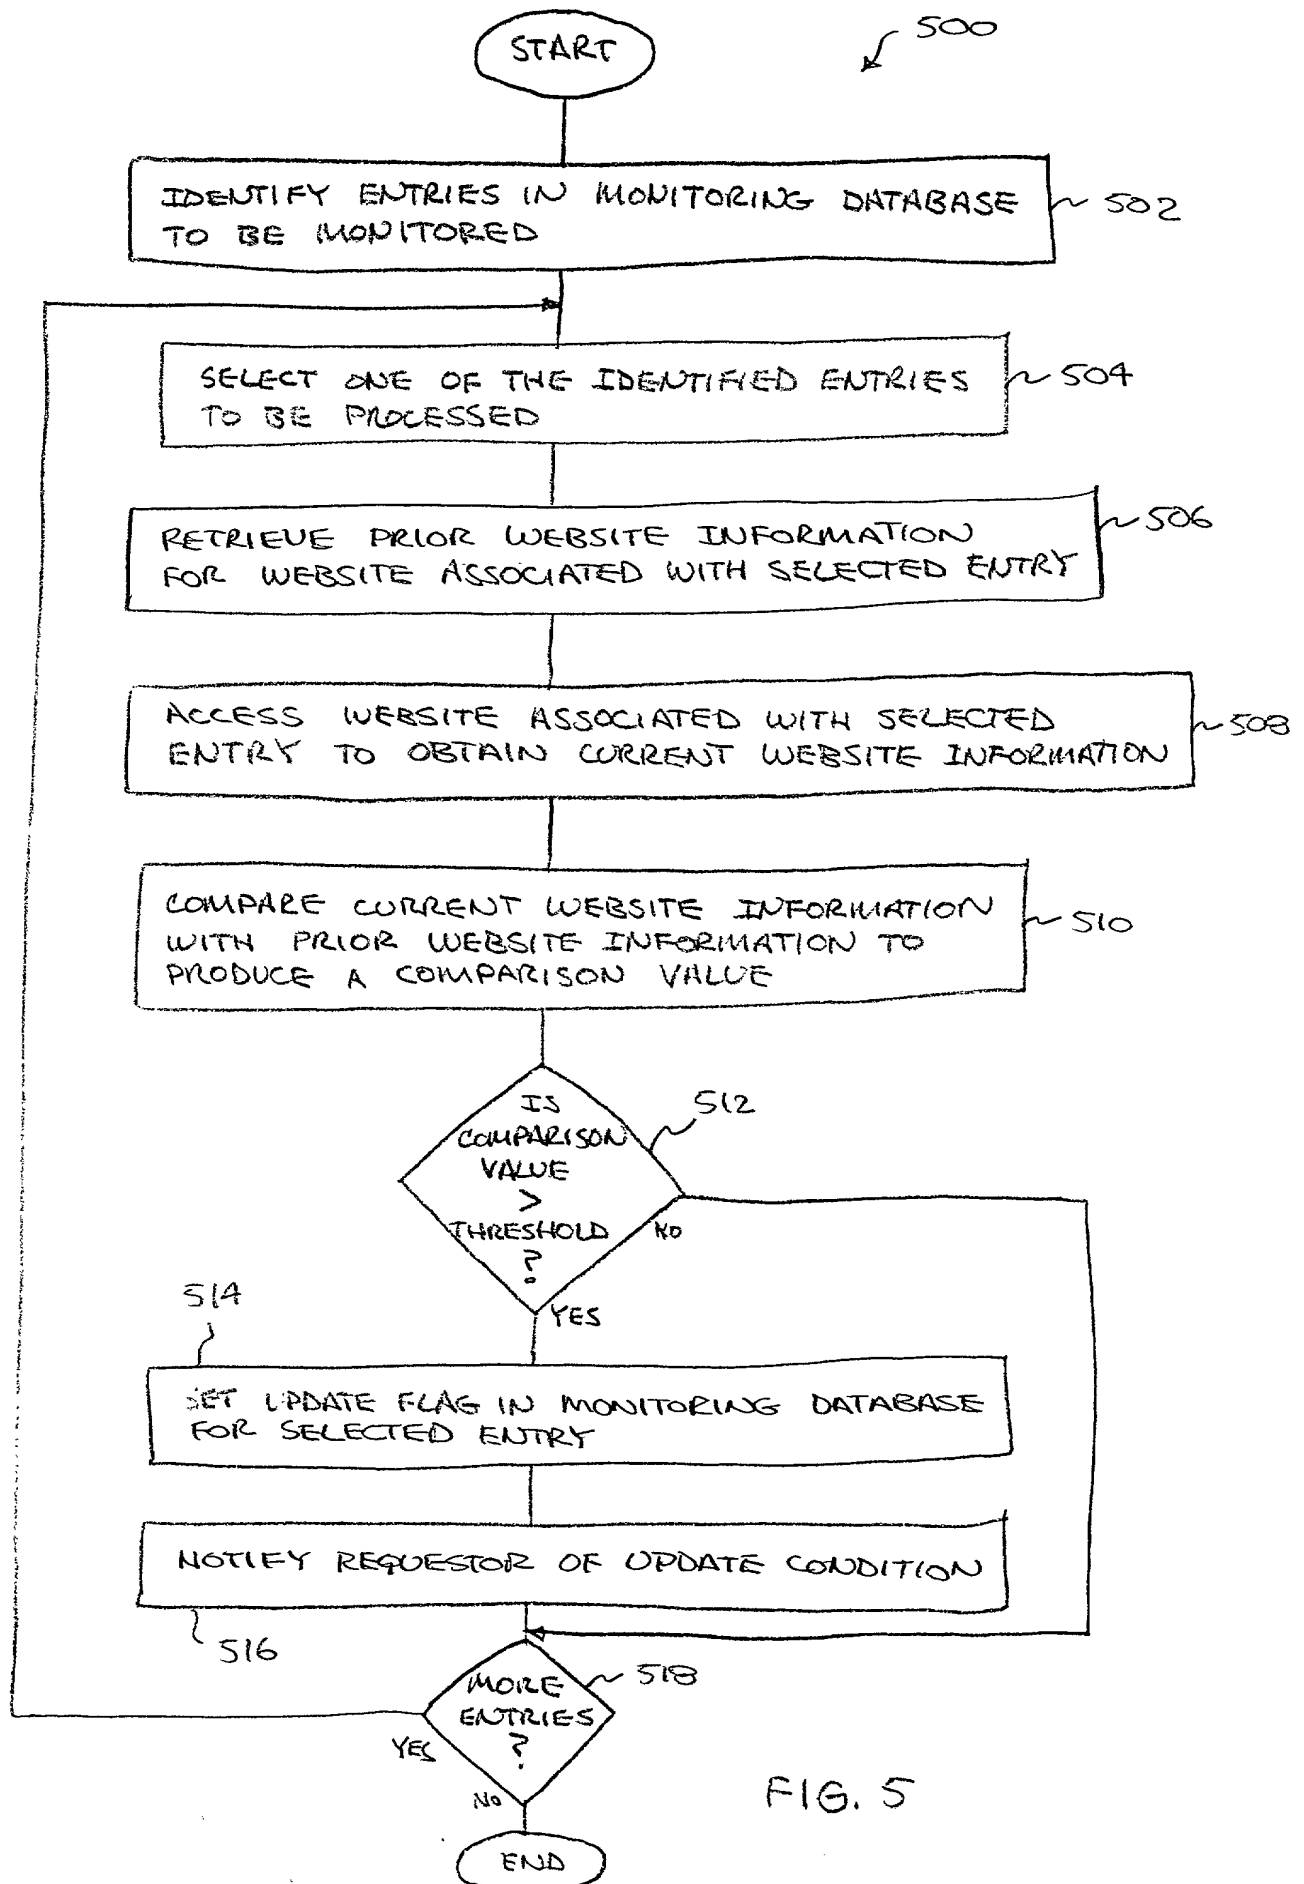 START
500
IDENTIFY ENTRIES IN MONITORING DATABASE
TO BE MONITORED
502
SELECT ONE OF THE IDENTIFIED ENTRIES
TO BE PROCESSED
504
RETRIEVE PRIOR WEBSITE INFORMATION
FOR WEBSITE ASSOCIATED WITH SELECTED ENTRY
506
ACCESS WEBSITE ASSOCIATED WITH SELECTED
ENTRY TO OBTAIN CURRENT WEBSITE INFORMATION
508
COMPARE CURRENT WEBSITE INFORMATION
WITH PRIOR WEBSITE INFORMATION TO
PRODUCE A COMPARISON VALUE
510
IS
COMPARISON
VALUE
>
THRESHOLD
?
512
NO
YES
514
SET UPDATE FLAG IN MONITORING DATABASE
FOR SELECTED ENTRY
NOTIFY REQUESTOR OF UPDATE CONDITION
516
MORE
ENTRIES
?
518
YES
NO
END
FIG. 5